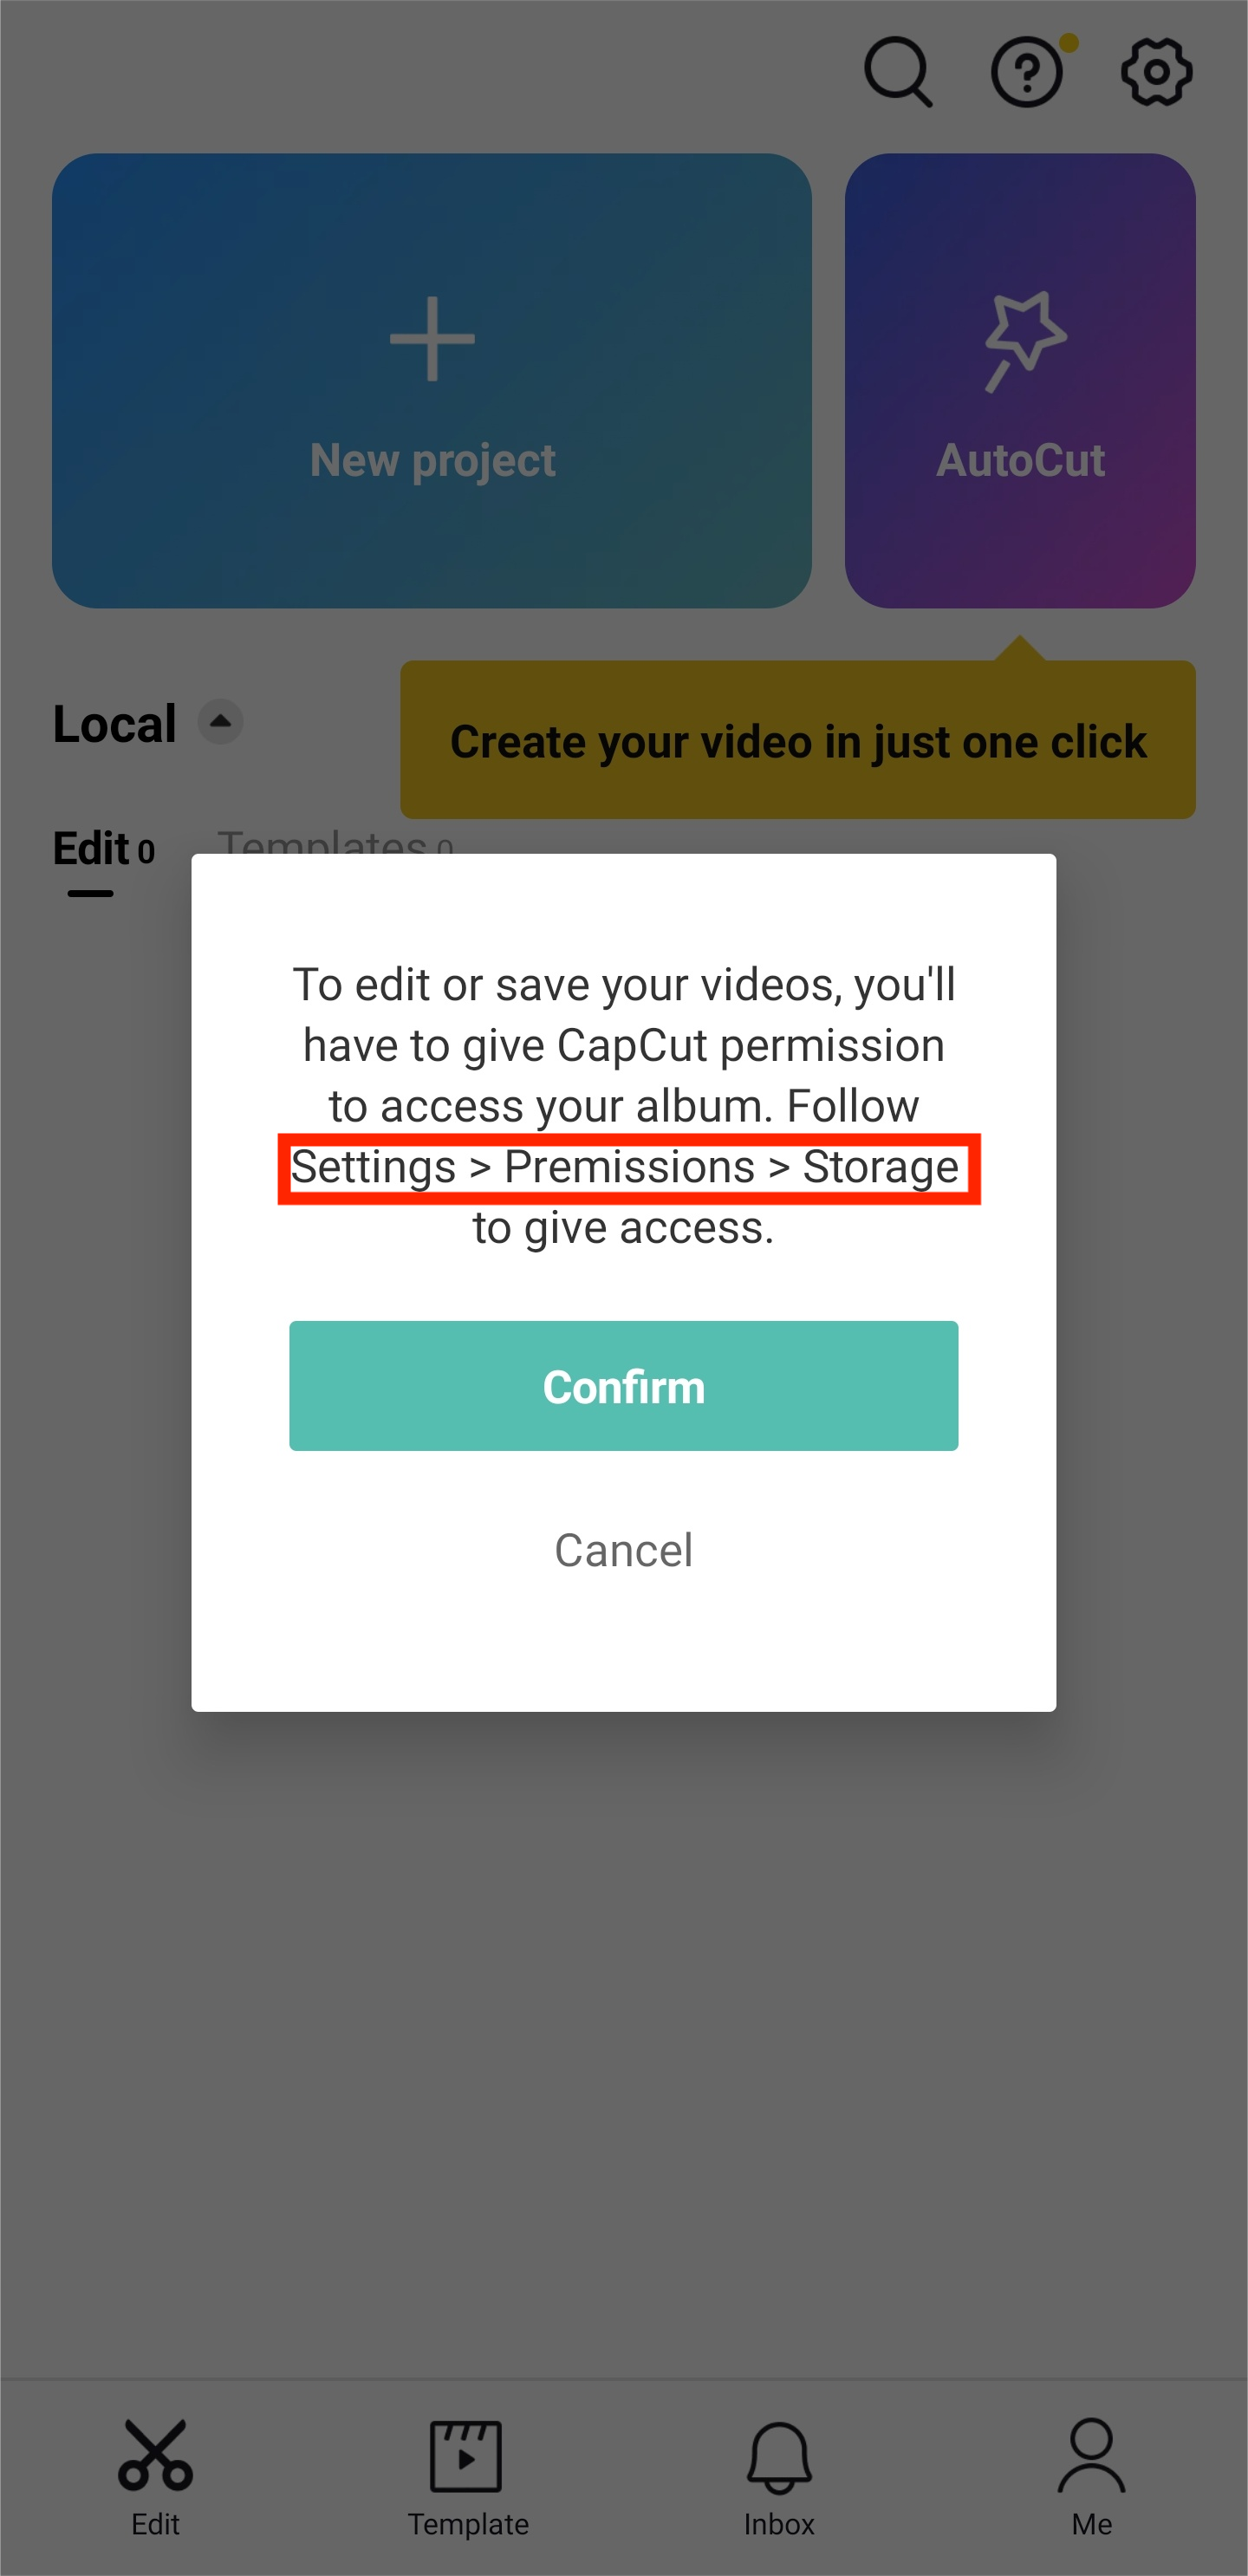 New project
AutoCut
Local
Create your video in just one click
Edit 0
Templates 0
To edit or save your videos, you'll
have to give CapCut permission
to access your album. Follow
Settings > Premissions > Storage
to give access.
Confirm
Cancel
Edit
Template
Inbox
Me